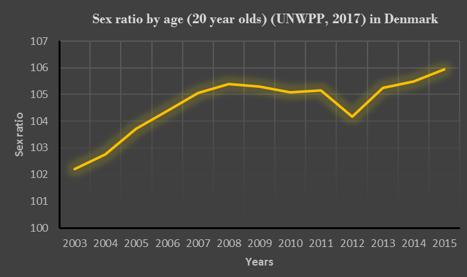 Sex ratio by age (20 year olds) (UNWPP, 2017) in Denmark
107
106
105
104
103
102
101
100
Sex ratio
2003 2004 2005 2006 2007 2008 2009 2010 2011 2012 2013 2014 2015
Years